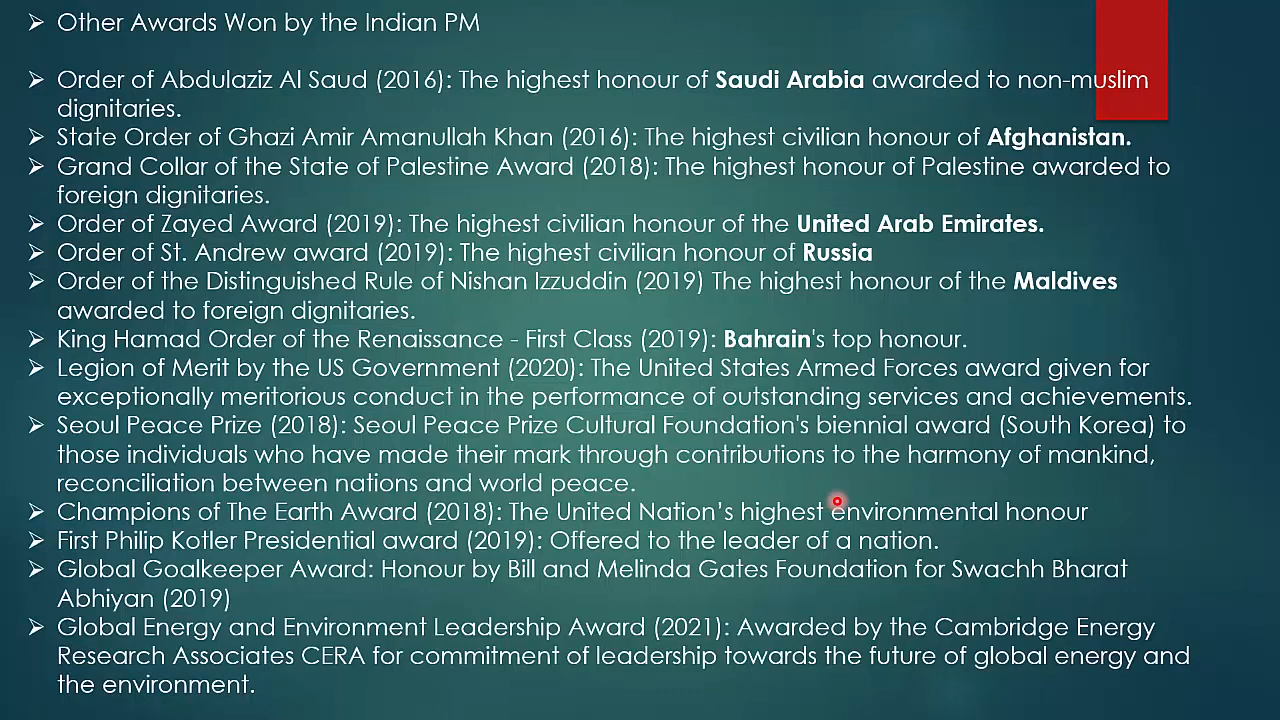 ➢ Other Awards Won by the Indian PM
➢ Order of Abdulaziz Al Saud (2016): The highest honour of Saudi Arabia awarded to non-muslim
dignitaries.
➢ State Order of Ghazi Amir Amanullah Khan (2016): The highest civilian honour of Afghanistan.
➢ Grand Collar of the State of Palestine Award (2018): The highest honour of Palestine awarded to
foreign dignitaries.
➢ Order of Zayed Award (2019): The highest civilian honour of the United Arab Emirates.
➢ Order of St. Andrew award (2019): The highest civilian honour of Russia
➢ Order of the Distinguished Rule of Nishan Izzuddin (2019) The highest honour of the Maldives
awarded to foreign dignitaries.
➢ King Hamad Order of the Renaissance - First Class (2019): Bahrain's top honour.
➢ Legion of Merit by the US Government (2020): The United States Armed Forces award given for
exceptionally meritorious conduct in the performance of outstanding services and achievements.
➢ Seoul Peace Prize (2018): Seoul Peace Prize Cultural Foundation's biennial award (South Korea) to
those individuals who have made their mark through contributions to the harmony of mankind,
reconciliation between nations and world peace.
➢ Champions of The Earth Award (2018): The United Nation’s highest environmental honour
➢ First Philip Kotler Presidential award (2019): Offered to the leader of a nation.
➢ Global Goalkeeper Award: Honour by Bill and Melinda Gates Foundation for Swachh Bharat
Abhiyan (2019)
➢ Global Energy and Environment Leadership Award (2021): Awarded by the Cambridge Energy
Research Associates CERA for commitment of leadership towards the future of global energy and
the environment.